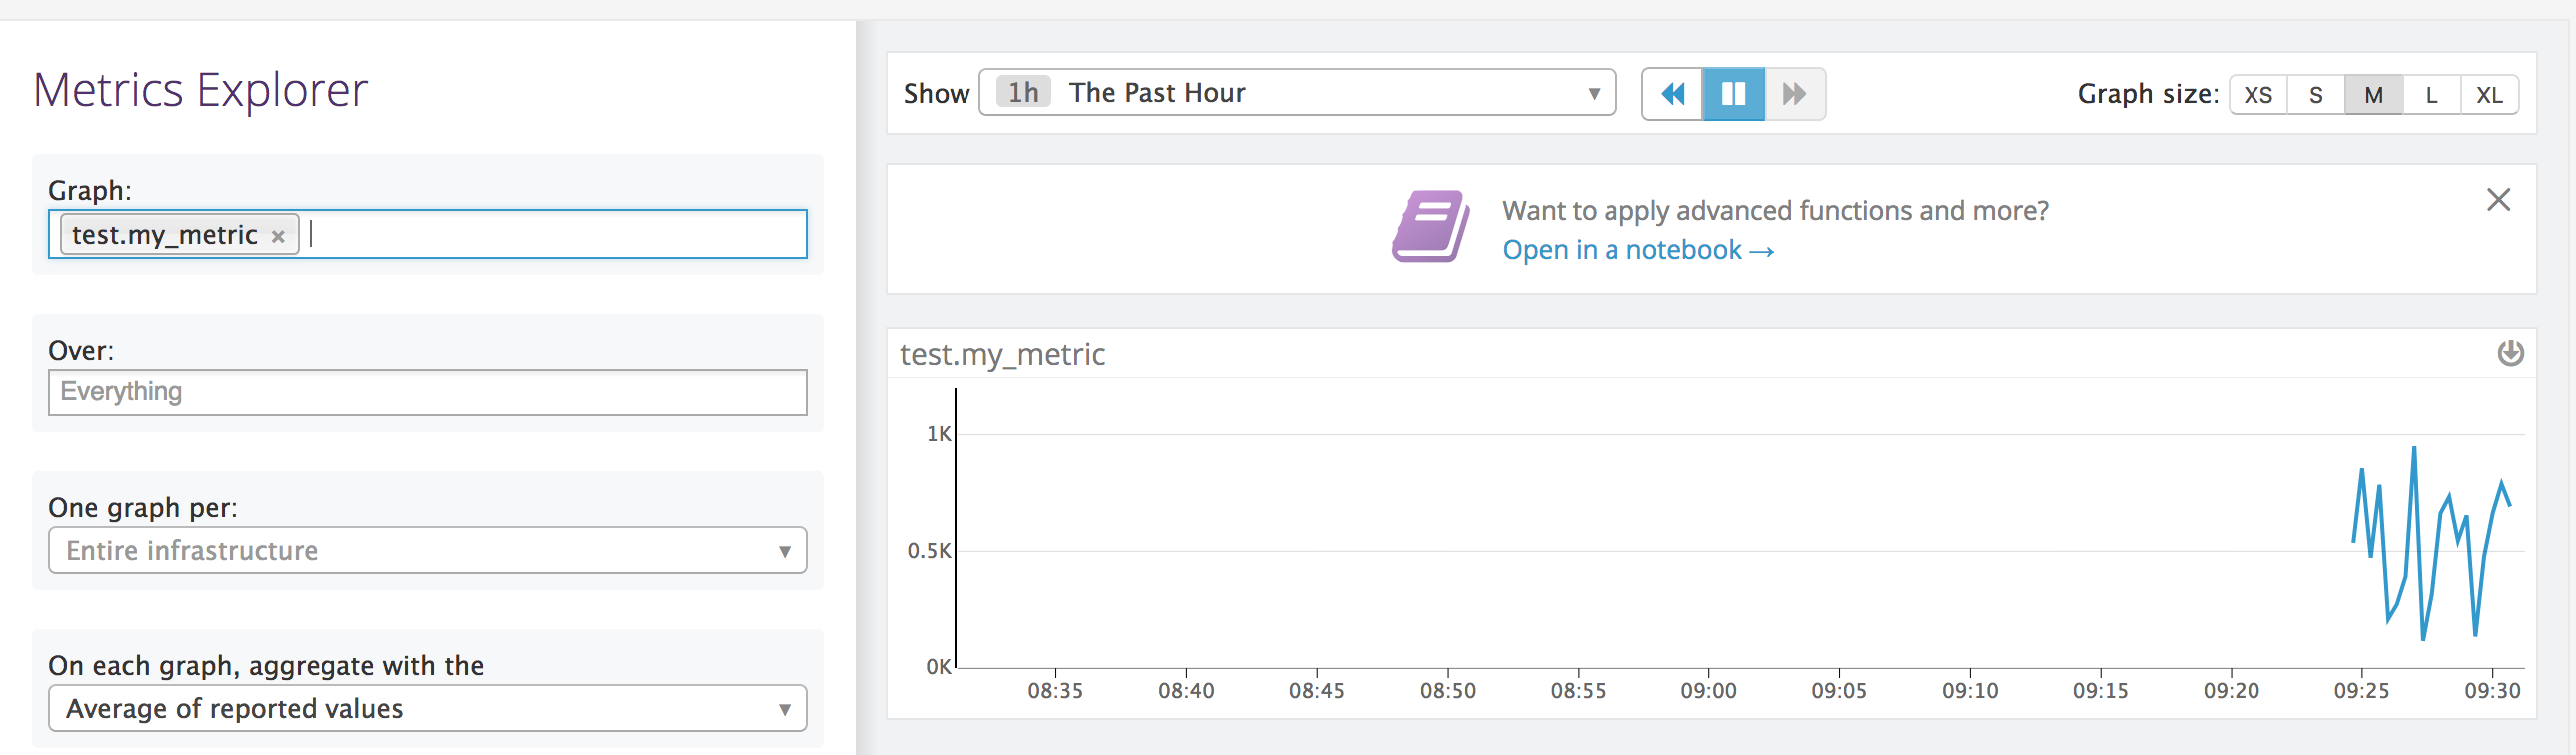 Metrics Explorer
Graph:
test.my_metric ×
Over:
Everything
One graph per:
Entire infrastructure
On each graph, aggregate with the
Average of reported values
Show 1h The Past Hour
Graph size: XS S M L XL
Want to apply advanced functions and more?
Open in a notebook →
test.my_metric
1K
0.5K
0K
08:35 08:40 08:45 08:50 08:55 09:00 09:05 09:10 09:15 09:20 09:25 09:30